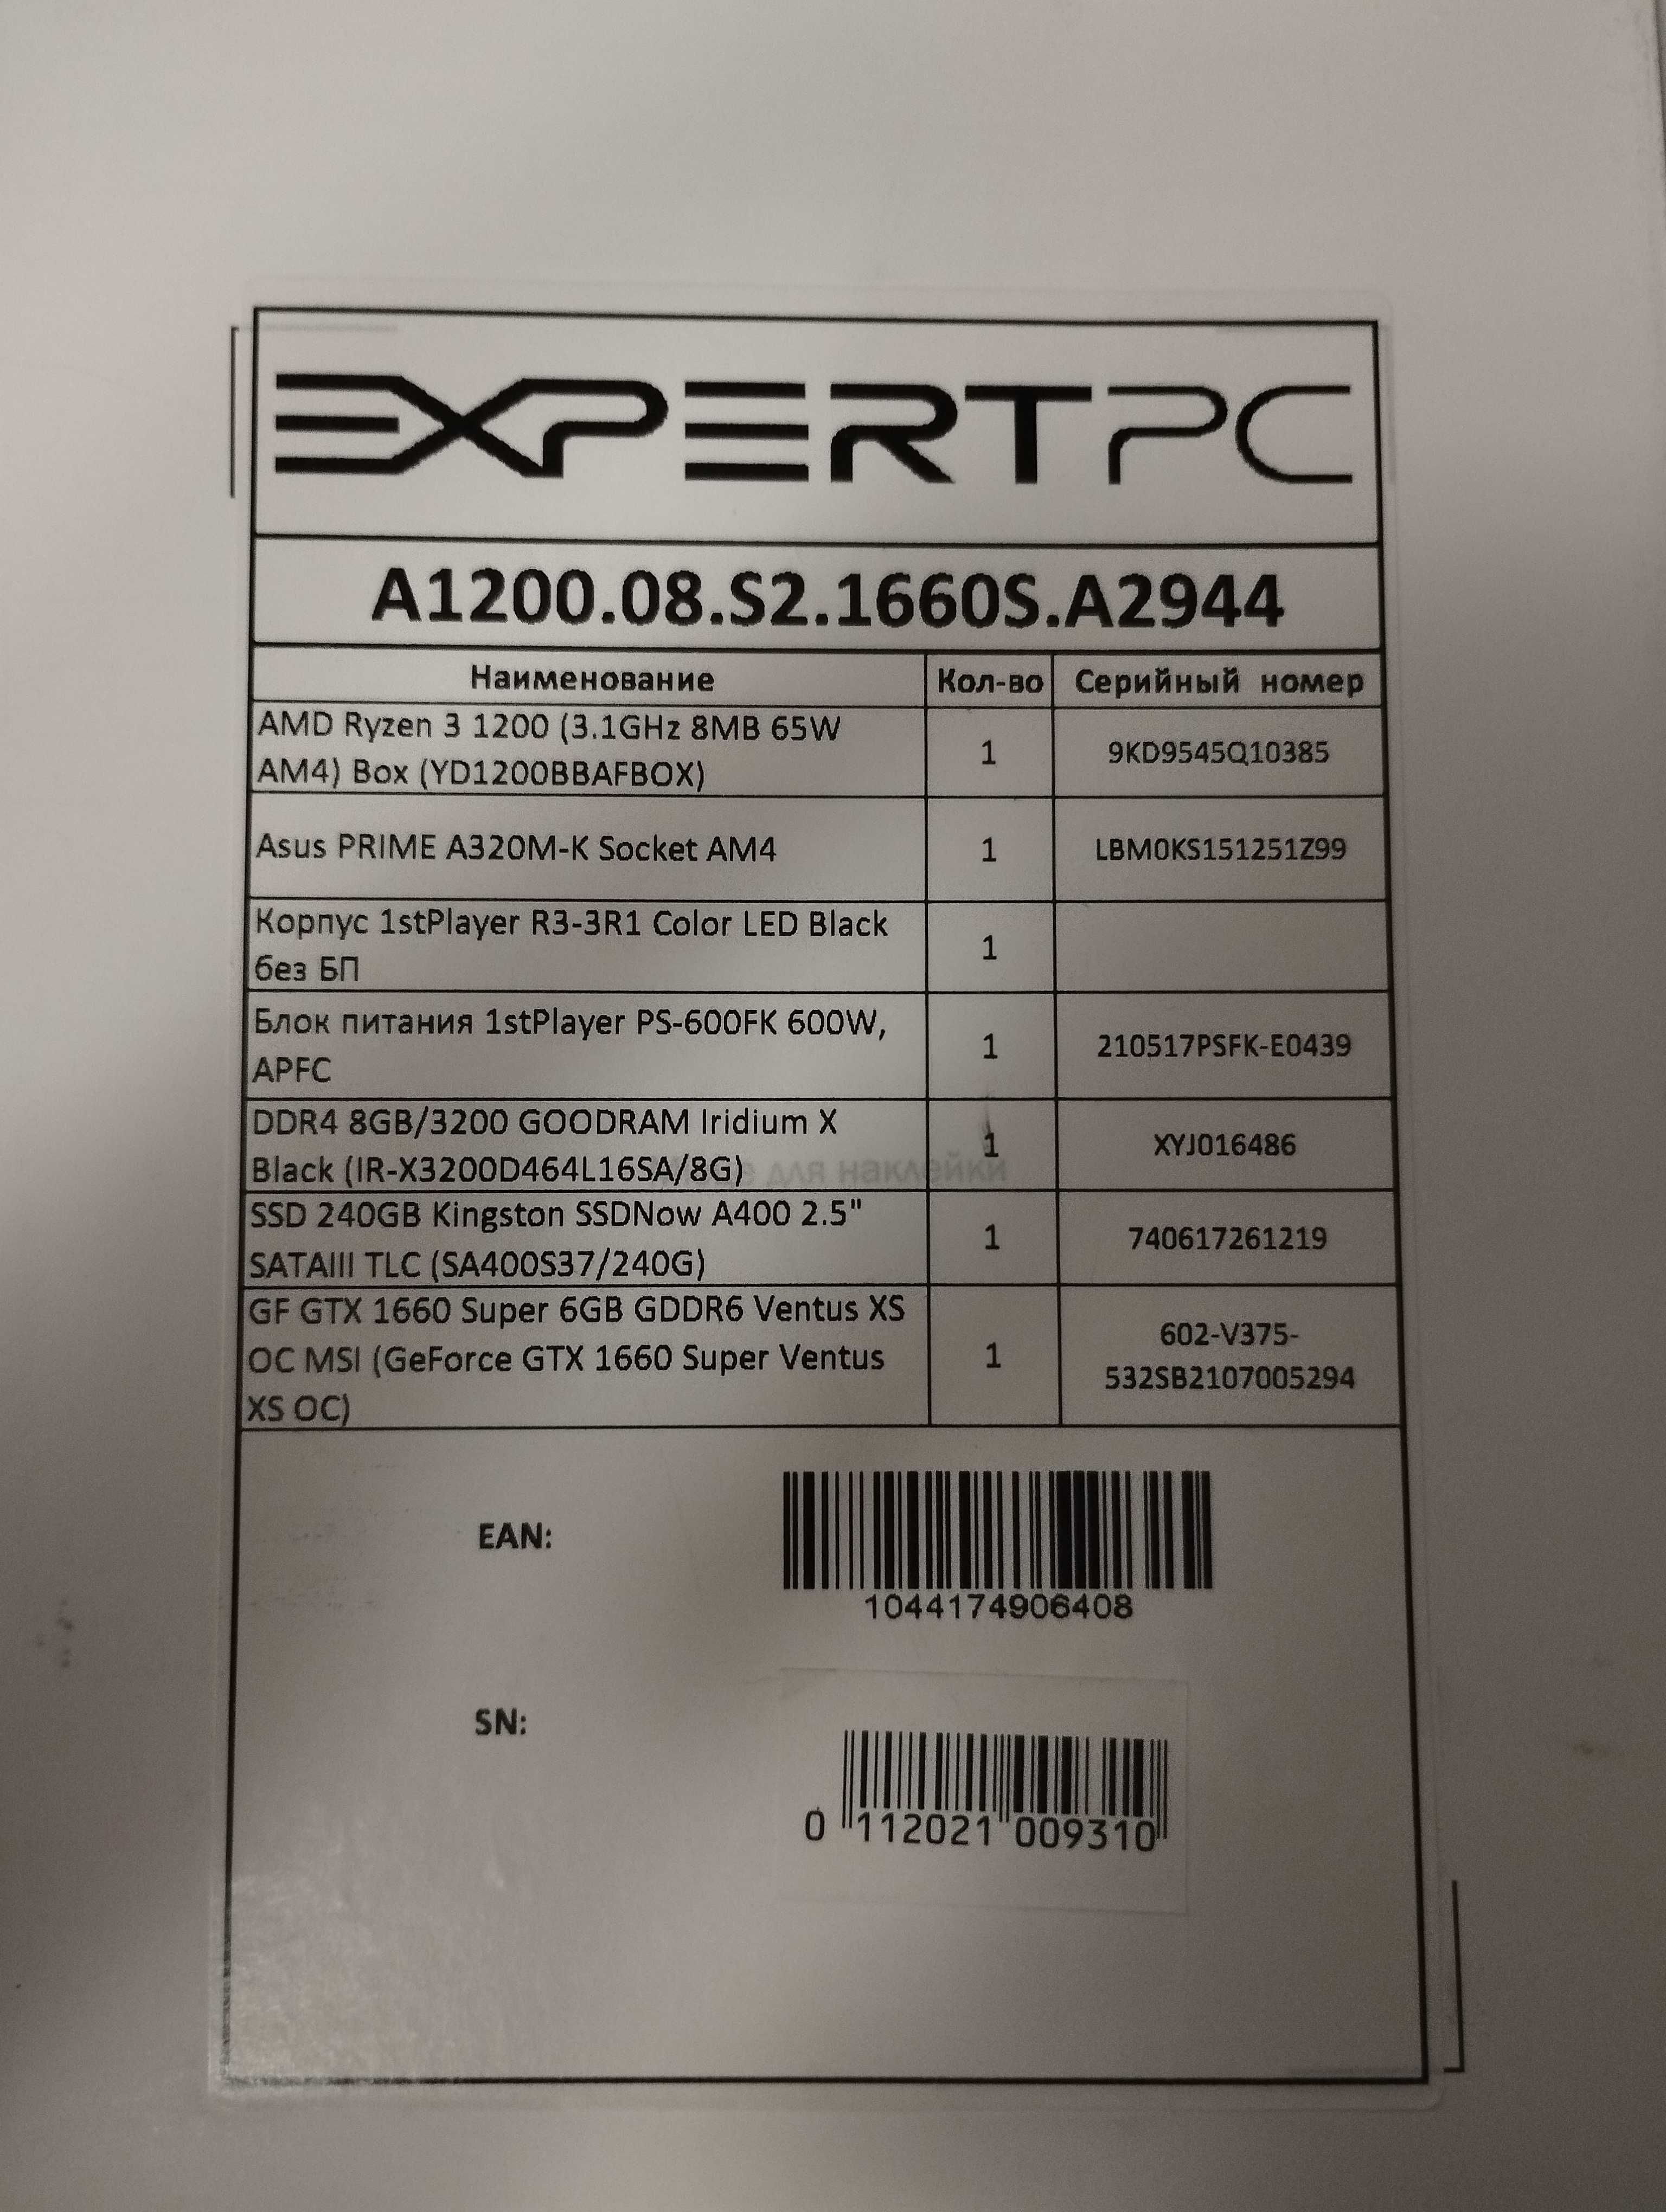 EXPERTPC
A1200.08.S2.1660S.A2944
Наименование Кол-во Серийный номер
AMD Ryzen 3 1200 (3.1GHz 8MB 65W
AM4) Box (YD1200BBAFBOX)
1
9KD9545Q10385
Asus PRIME A320M-K Socket AM4
1
LBM0KS151251Z99
Корпус 1stPlayer R3-3R1 Color LED Black
без БП
1
Блок питания 1stPlayer PS-600FK 600W,
APFC
1
210517PSFK-E0439
DDR4 8GB/3200 GOODRAM Iridium X
Black (IR-X3200D464L16SA/8G)
1
XYJ016486
для наклейки
SSD 240GB Kingston SSDNow A400 2.5"
SATAIII TLC (SA400S37/240G)
1
740617261219
GF GTX 1660 Super 6GB GDDR6 Ventus XS
OC MSI (GeForce GTX 1660 Super Ventus
XS OC)
1
602-V375-
532SB2107005294
EAN:
1044174906408
SN:
0 112021 009310